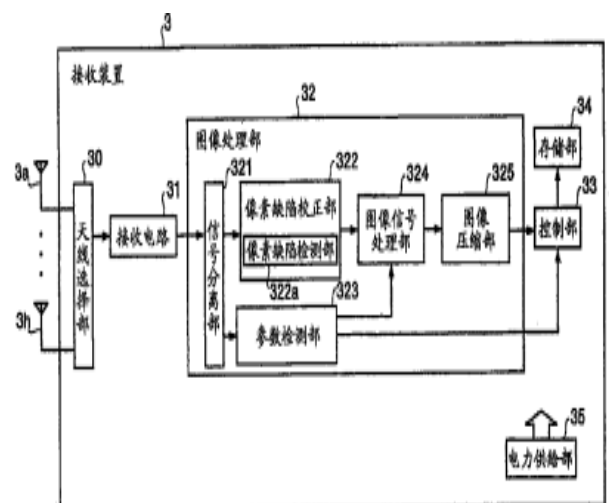 3
接收装置
32
34
图像处理部
存储部
30
321
322
324
325
33
3a
31
像素缺陷校正部
图像信号
处理部
图像
压缩部
控制部
天线选择部
接收电路
信号分离部
像素缺陷检测部
322a
323
3h
参数检测部
35
电力供给部